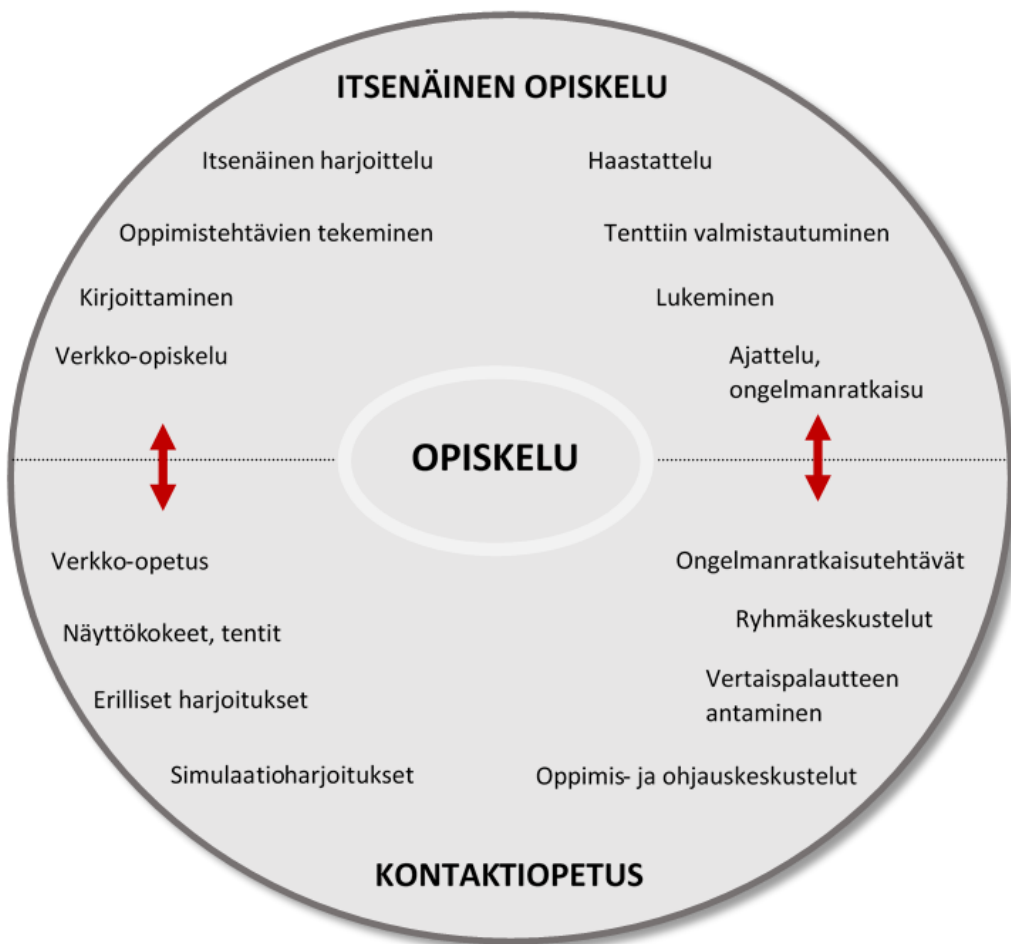 ITSENÄINEN OPISKELU
Itsenäinen harjoittelu
Haastattelu
Oppimistehtävien tekeminen
Tenttiin valmistautuminen
Kirjoittaminen
Lukeminen
Verkko-opiskelu
Ajattelu,
ongelmanratkaisu
OPISKELU
Verkko-opetus
Ongelmanratkaisutehtävät
Näyttökokeet, tentit
Ryhmäkeskustelut
Erilliset harjoitukset
Vertaispalautteen
antaminen
Simulaatioharjoitukset
Oppimis- ja ohjauskeskustelut
KONTAKTIOPETUS